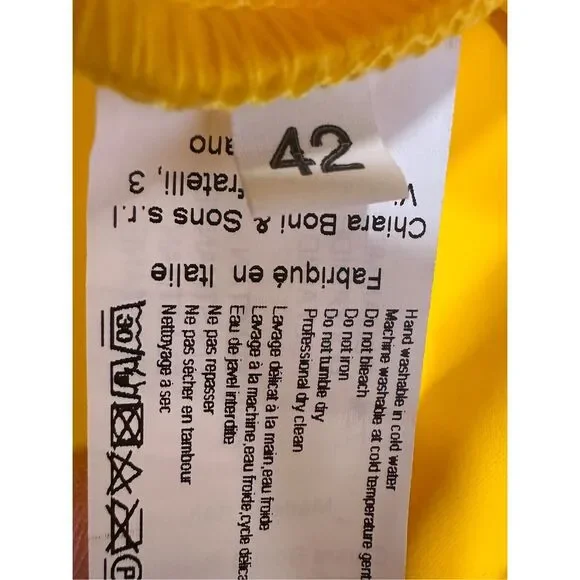 42
ano
fratelli, 3
Chiara Boni & Sons s.r.l
Fabriqué en Italie
Hand washable in cold water
Machine washable at cold temperature
Do not bleach
Do not iron
Do not tumble dry
Professional dry clean
Lavage délicat à la main,eau froide
Lavage à la machine,eau froide,cycle
Eau de javel interdite
Ne pas repasser
Ne pas sécher en tambour
Nettoyage à sec
30
P